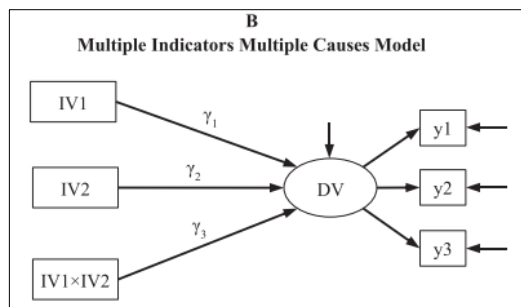 B
Multiple Indicators Multiple Causes Model
IV1
γ1
y1
IV2
γ2
DV
y2
γ3
y3
IV1×IV2